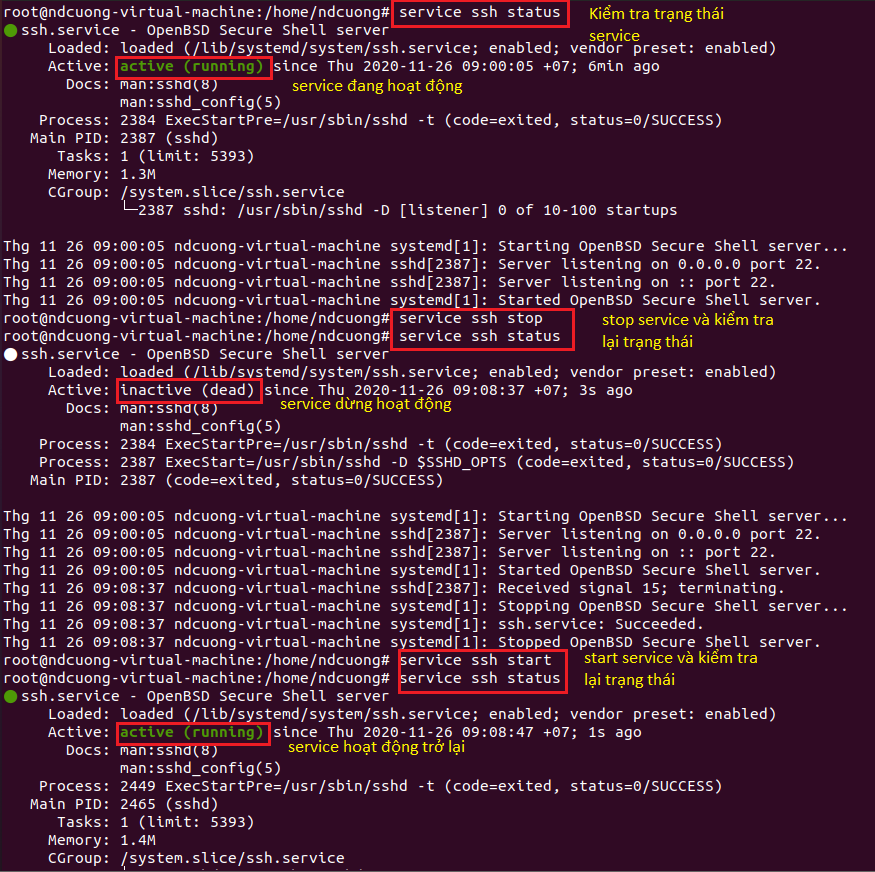 root@ndcuong-virtual-machine:/home/ndcuong# service ssh status
Kiểm tra trạng thái
service
ssh.service - OpenBSD Secure Shell server
Loaded: loaded (/lib/systemd/system/ssh.service; enabled; vendor preset: enabled)
Active: active (running) since Thu 2020-11-26 09:00:05 +07; 6min ago
Docs: man:sshd(8)
service đang hoạt động
man:sshd_config(5)
Process: 2384 ExecStartPre=/usr/sbin/sshd -t (code=exited, status=0/SUCCESS)
Main PID: 2387 (sshd)
Tasks: 1 (limit: 5393)
Memory: 1.3M
CGroup: /system.slice/ssh.service
└─2387 sshd: /usr/sbin/sshd -D [listener] 0 of 10-100 startups
Thg 11 26 09:00:05 ndcuong-virtual-machine systemd[1]: Starting OpenBSD Secure Shell server...
Thg 11 26 09:00:05 ndcuong-virtual-machine sshd[2387]: Server listening on 0.0.0.0 port 22.
Thg 11 26 09:00:05 ndcuong-virtual-machine sshd[2387]: Server listening on :: port 22.
Thg 11 26 09:00:05 ndcuong-virtual-machine systemd[1]: Started OpenBSD Secure Shell server.
root@ndcuong-virtual-machine:/home/ndcuong# service ssh stop
root@ndcuong-virtual-machine:/home/ndcuong# service ssh status
stop service và kiểm tra
lại trạng thái
ssh.service - OpenBSD Secure Shell server
Loaded: loaded (/lib/systemd/system/ssh.service; enabled; vendor preset: enabled)
Active: inactive (dead) since Thu 2020-11-26 09:08:37 +07; 3s ago
Docs: man:sshd(8)
service dừng hoạt động
man:sshd_config(5)
Process: 2384 ExecStartPre=/usr/sbin/sshd -t (code=exited, status=0/SUCCESS)
Process: 2387 ExecStart=/usr/sbin/sshd -D $SSHD_OPTS (code=exited, status=0/SUCCESS)
Main PID: 2387 (code=exited, status=0/SUCCESS)
Thg 11 26 09:00:05 ndcuong-virtual-machine systemd[1]: Starting OpenBSD Secure Shell server...
Thg 11 26 09:00:05 ndcuong-virtual-machine sshd[2387]: Server listening on 0.0.0.0 port 22.
Thg 11 26 09:00:05 ndcuong-virtual-machine sshd[2387]: Server listening on :: port 22.
Thg 11 26 09:00:05 ndcuong-virtual-machine systemd[1]: Started OpenBSD Secure Shell server.
Thg 11 26 09:08:37 ndcuong-virtual-machine sshd[2387]: Received signal 15; terminating.
Thg 11 26 09:08:37 ndcuong-virtual-machine systemd[1]: Stopping OpenBSD Secure Shell server...
Thg 11 26 09:08:37 ndcuong-virtual-machine systemd[1]: ssh.service: Succeeded.
Thg 11 26 09:08:37 ndcuong-virtual-machine systemd[1]: Stopped OpenBSD Secure Shell server.
root@ndcuong-virtual-machine:/home/ndcuong# service ssh start
root@ndcuong-virtual-machine:/home/ndcuong# service ssh status
start service và kiểm tra
lại trạng thái
ssh.service - OpenBSD Secure Shell server
Loaded: loaded (/lib/systemd/system/ssh.service; enabled; vendor preset: enabled)
Active: active (running) since Thu 2020-11-26 09:08:47 +07; 1s ago
Docs: man:sshd(8)
service hoạt động trở lại
man:sshd_config(5)
Process: 2449 ExecStartPre=/usr/sbin/sshd -t (code=exited, status=0/SUCCESS)
Main PID: 2465 (sshd)
Tasks: 1 (limit: 5393)
Memory: 1.4M
CGroup: /system.slice/ssh.service